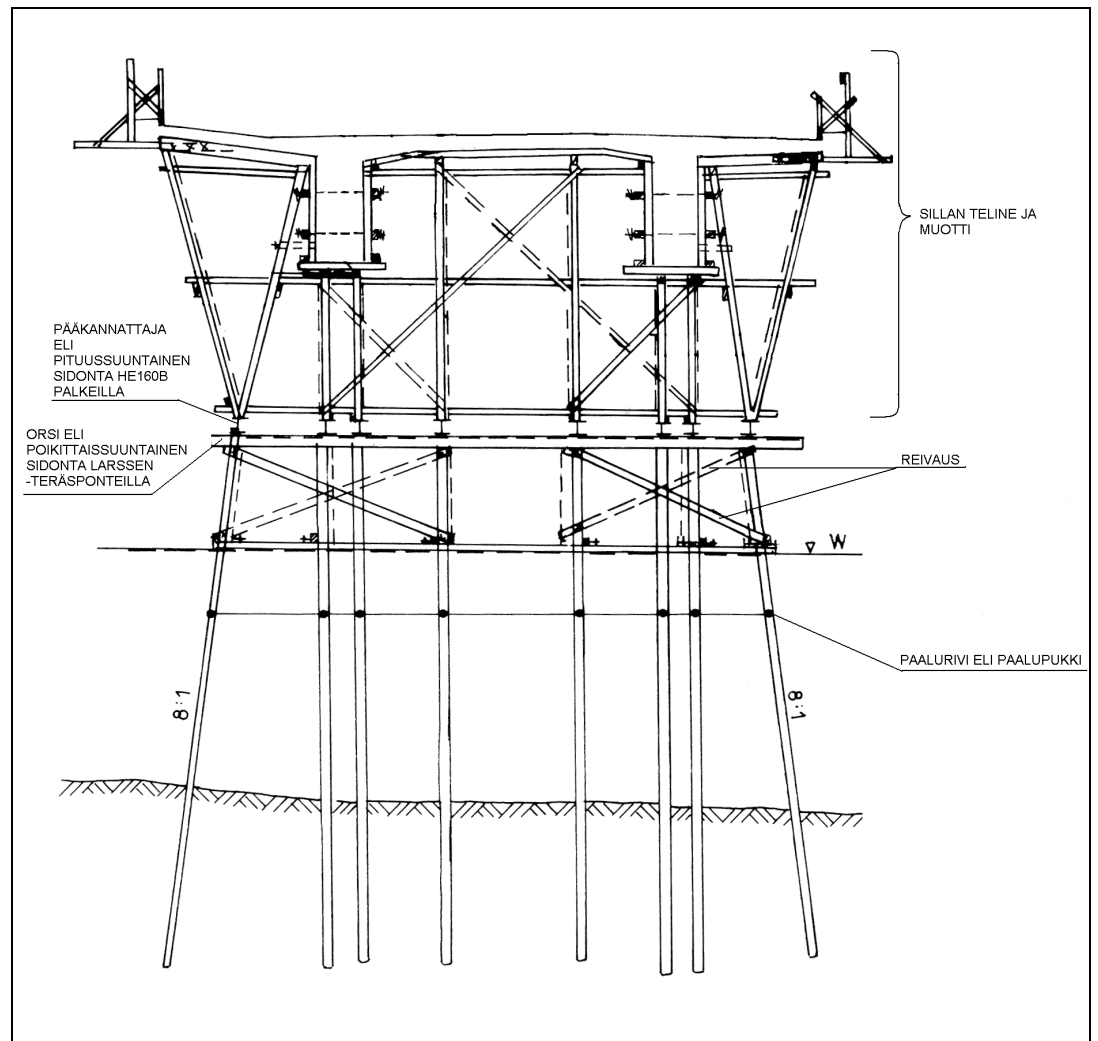 SILLAN TELINE JA
MUOTTI
PÄÄKANNATTAJA
ELI
PITUUSSUUNTAINEN
SIDONTA HE160B
PALKEILLA
ORSI ELI
POIKITTAISSUUNTAINEN
SIDONTA LARSSEN
-TERÄSPONTEILLA
REIVAUS
W
PAALURIVI ELI PAALUPUKKI
8:1
8:1